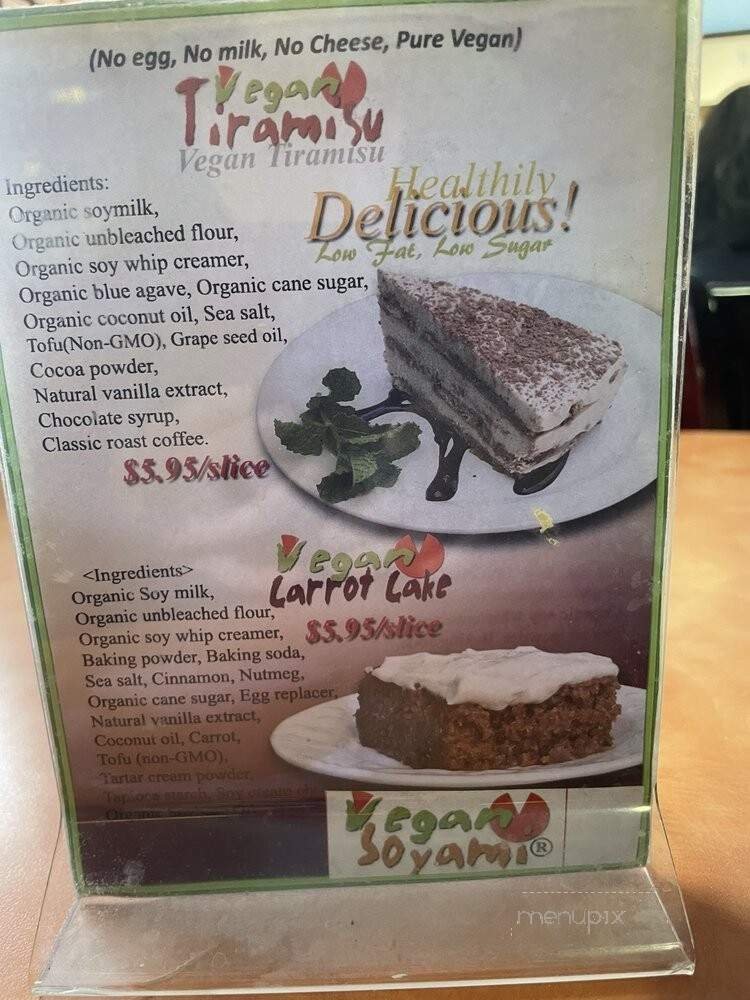 (No egg, No milk, No Cheese, Pure Vegan)
Vegan
Tiramisu
Vegan Tiramisu
Healthily
Delicious!
Low Fat, Low Sugar
Ingredients:
Organic soymilk,
Organic unbleached flour,
Organic soy whip creamer,
Organic blue agave, Organic cane sugar,
Organic coconut oil, Sea salt,
Tofu(Non-GMO), Grape seed oil,
Cocoa powder,
Natural vanilla extract,
Chocolate syrup,
Classic roast coffee.
$5.95/slice
Vegan
Carrot Cake
$5.95/slice
<Ingredients>
Organic Soy milk,
Organic unbleached flour,
Organic soy whip creamer,
Baking powder, Baking soda,
Sea salt, Cinnamon, Nutmeg,
Organic cane sugar, Egg replacer,
Natural vanilla extract,
Coconut oil, Carrot,
Tofu (non-GMO),
Tartar cream powder,
Tapioca starch, Soy cream
Organic
Vegan
Soyami®
menupix